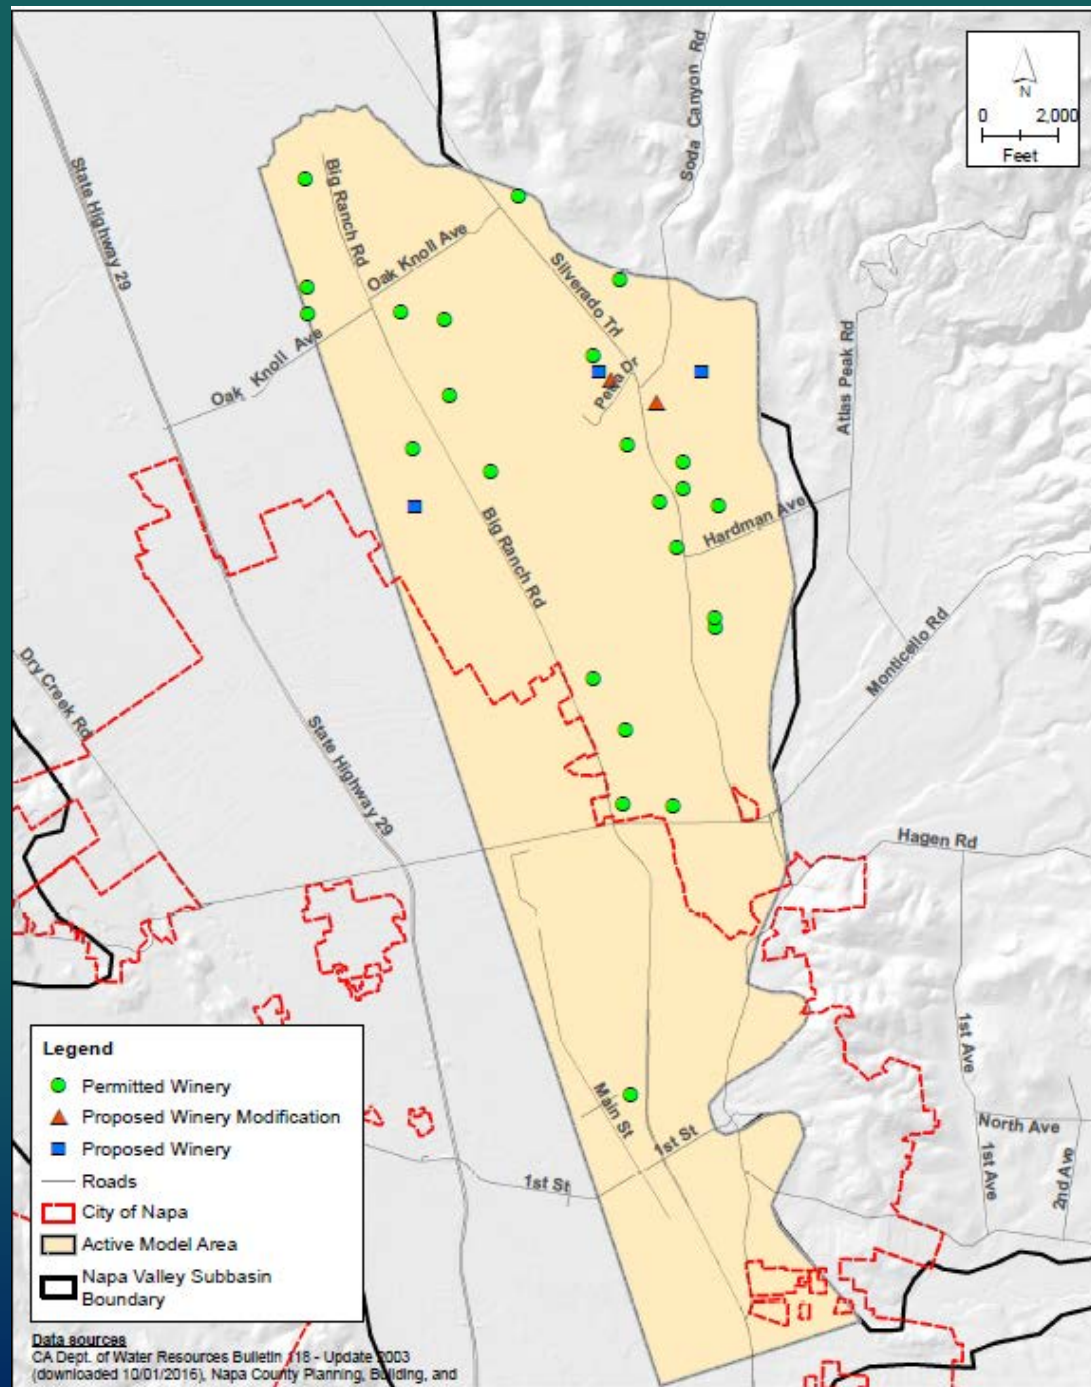 N
0 2,000
Feet
Soda Canyon Rd
State Highway 29
Big Ranch Rd
Oak Knoll Ave
Silverado Trl
Oak Knoll Ave
Petra Dr
Atlas Peak Rd
Big Ranch Rd
Hardman Ave
Monticello Rd
Dry Creek Rd
State Highway 29
Hagen Rd
1st Ave
Main St
1st St
North Ave
1st Ave
2nd Ave
1st St
Legend
Permitted Winery
Proposed Winery Modification
Proposed Winery
Roads
City of Napa
Active Model Area
Napa Valley Subbasin
Boundary
Data sources
CA Dept. of Water Resources Bulletin 118 - Update 2003
(downloaded 10/01/2016), Napa County Planning, Building, and